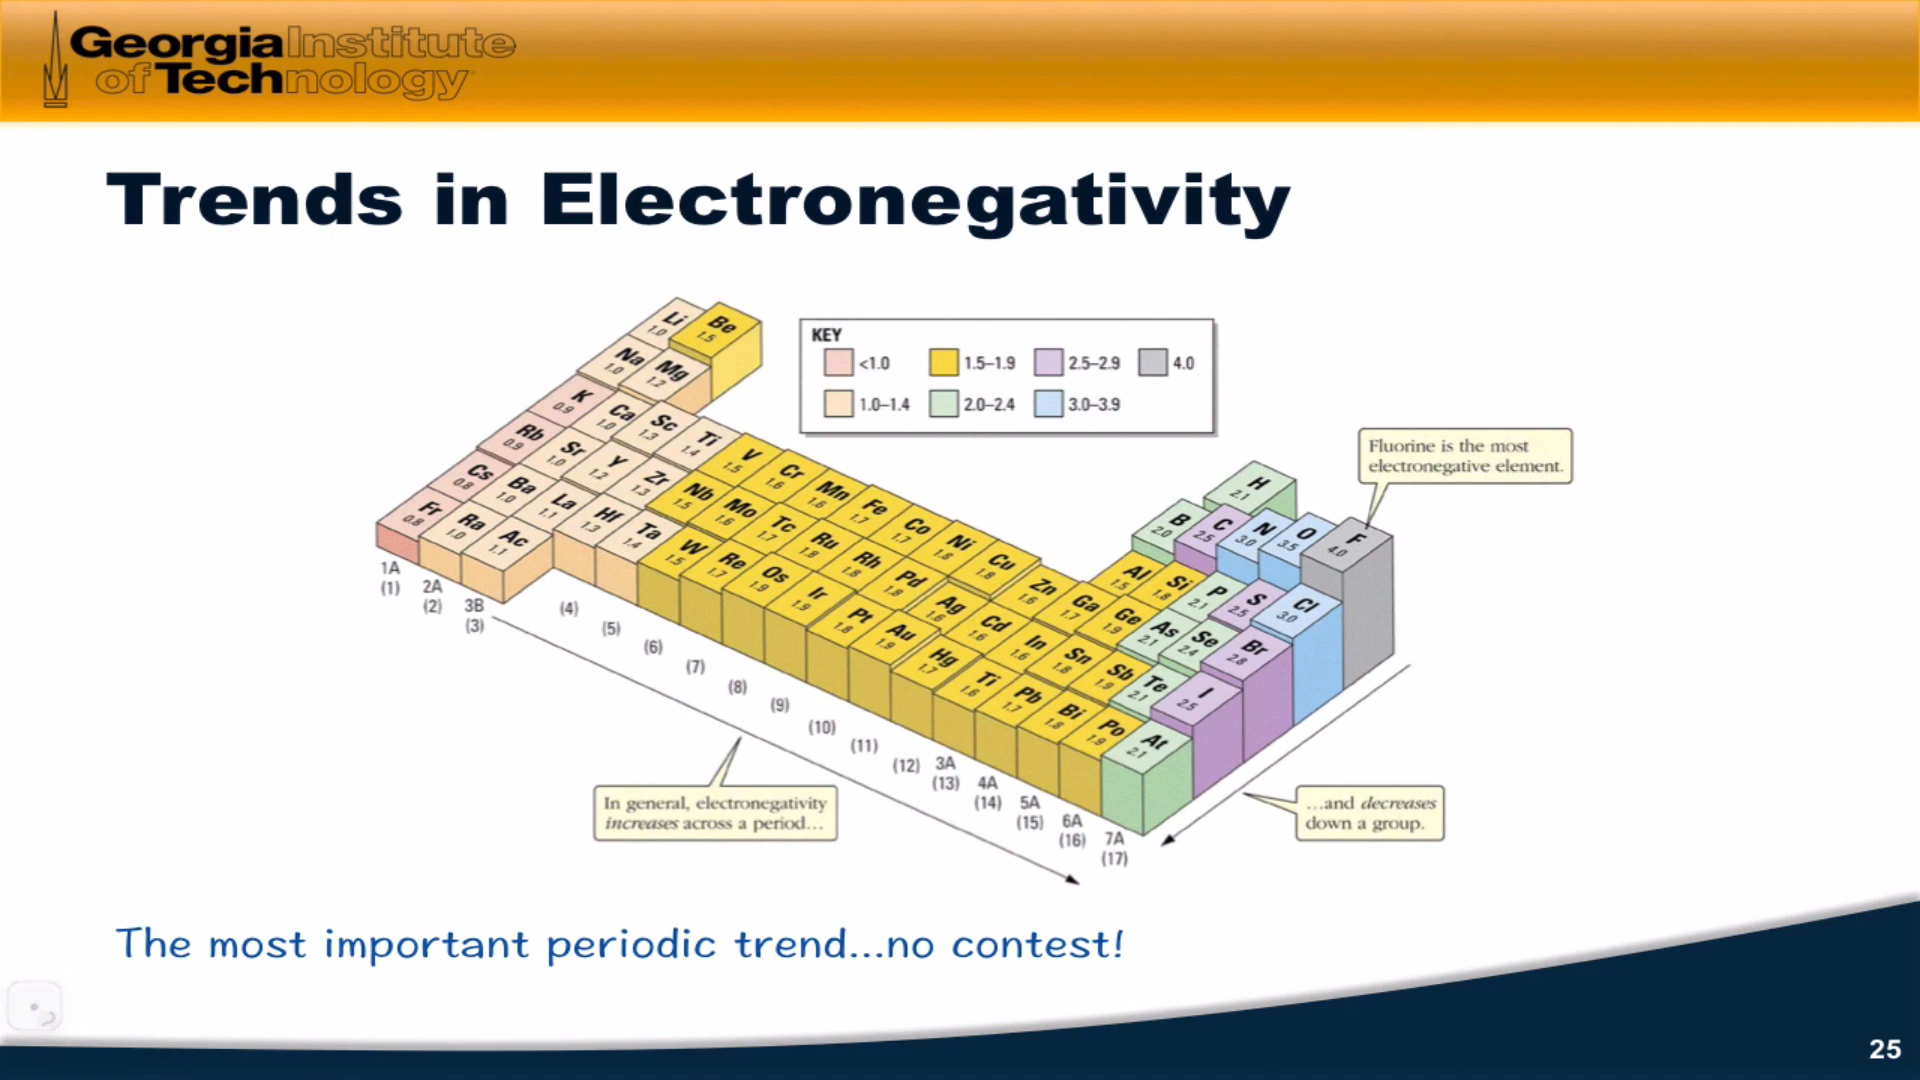 Georgia Institute
of Technology
Trends in Electronegativity
KEY
<1.0
1.5–1.9
2.5–2.9
4.0
1.0–1.4
2.0–2.4
3.0–3.9
Fluorine is the most
electronegative element.
H
2.1
Li
1.0
Be
1.5
B
2.0
C
2.5
N
3.0
O
3.5
F
4.0
Na
1.0
Mg
1.2
Al
1.5
Si
1.8
P
2.1
S
2.5
Cl
3.0
K
0.9
Ca
1.0
Sc
1.3
Ti
1.4
V
1.5
Cr
1.6
Mn
1.6
Fe
1.7
Co
1.7
Ni
1.8
Cu
1.8
Zn
1.6
Ga
1.7
Ge
1.9
As
2.1
Se
2.4
Br
2.8
Rb
0.9
Sr
1.0
Y
1.2
Zr
1.3
Nb
1.5
Mo
1.6
Tc
1.7
Ru
1.8
Rh
1.8
Pd
1.8
Ag
1.6
Cd
1.6
In
1.6
Sn
1.8
Sb
1.9
Te
2.1
I
2.5
Cs
0.8
Ba
1.0
La
1.1
Hf
1.3
Ta
1.4
W
1.5
Re
1.7
Os
1.9
Ir
1.9
Pt
1.8
Au
1.9
Hg
1.7
Ti
1.6
Pb
1.7
Bi
1.8
Po
1.9
At
2.1
Fr
0.8
Ra
1.0
Ac
1.1
1A
(1)
2A
(2)
3B
(3)
(4)
(5)
(6)
(7)
(8)
(9)
(10)
(11)
(12)
3A
(13)
4A
(14)
5A
(15)
6A
(16)
7A
(17)
In general, electronegativity
increases across a period...
...and decreases
down a group.
The most important periodic trend...no contest!
25